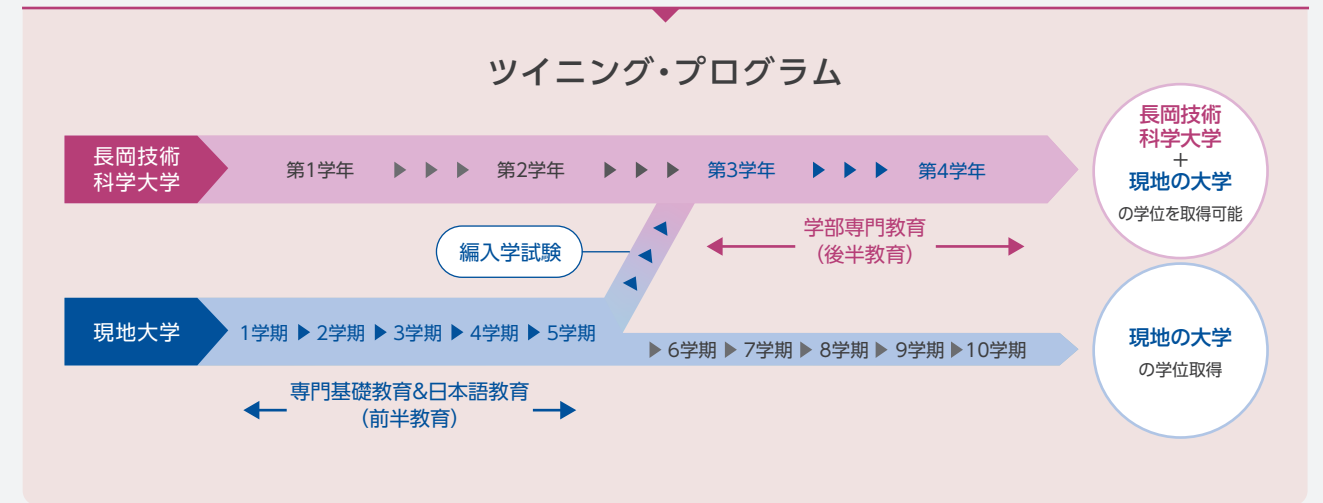 ツイニング・プログラム
長岡技術
科学大学
第1学年 ▶ ▶ ▶ 第2学年 ▶ ▶ ▶ 第3学年 ▶ ▶ ▶ 第4学年
長岡技術
科学大学
+
現地の大学
の学位を取得可能
編入学試験
学部専門教育
(後半教育)
現地大学
1学期 ▶ 2学期 ▶ 3学期 ▶ 4学期 ▶ 5学期
▶ 6学期 ▶ 7学期 ▶ 8学期 ▶ 9学期 ▶ 10学期
現地の大学
の学位取得
専門基礎教育&日本語教育
(前半教育)